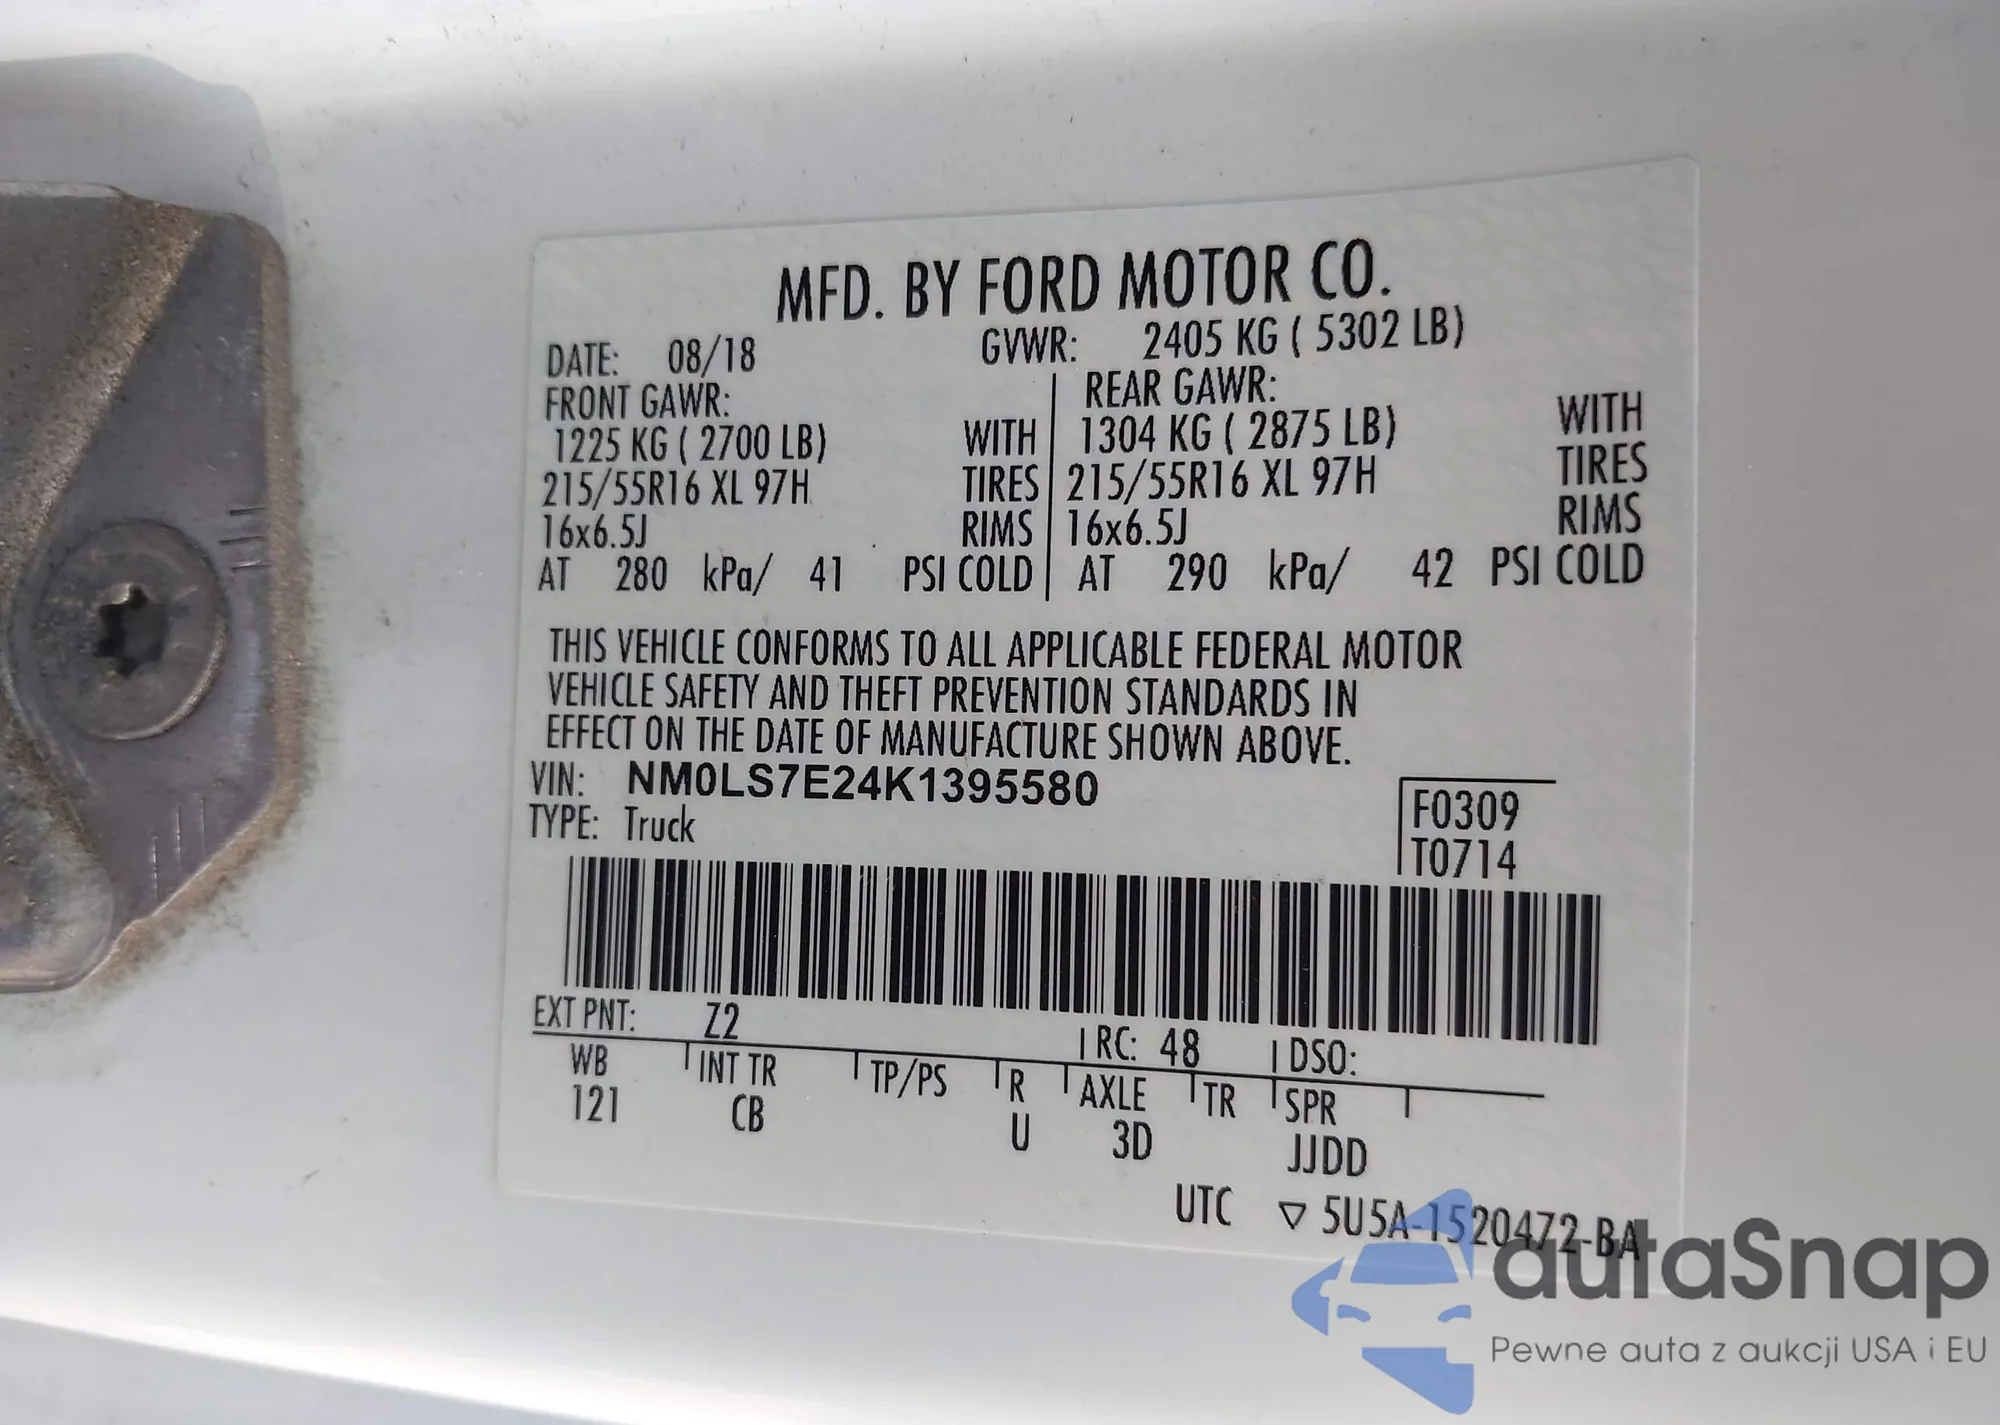 MFD. BY FORD MOTOR CO.
DATE: 08/18 GVWR: 2405 KG ( 5302 LB)
FRONT GAWR: REAR GAWR:
1225 KG ( 2700 LB) WITH 1304 KG ( 2875 LB) WITH
215/55R16 XL 97H TIRES 215/55R16 XL 97H TIRES
16x6.5J RIMS 16x6.5J RIMS
AT 280 kPa/ 41 PSI COLD AT 290 kPa/ 42 PSI COLD
THIS VEHICLE CONFORMS TO ALL APPLICABLE FEDERAL MOTOR
VEHICLE SAFETY AND THEFT PREVENTION STANDARDS IN
EFFECT ON THE DATE OF MANUFACTURE SHOWN ABOVE.
VIN: NM0LS7E24K1395580
TYPE: Truck
F0309
T0714
EXT PNT: Z2 RC: 48 DSO:
WB INT TR TP/PS R AXLE TR SPR
121 CB U 3D JJDD
UTC ▽ 5U5A-1520472-BA
autaSnap
Pewne auta z aukcji USA i EU